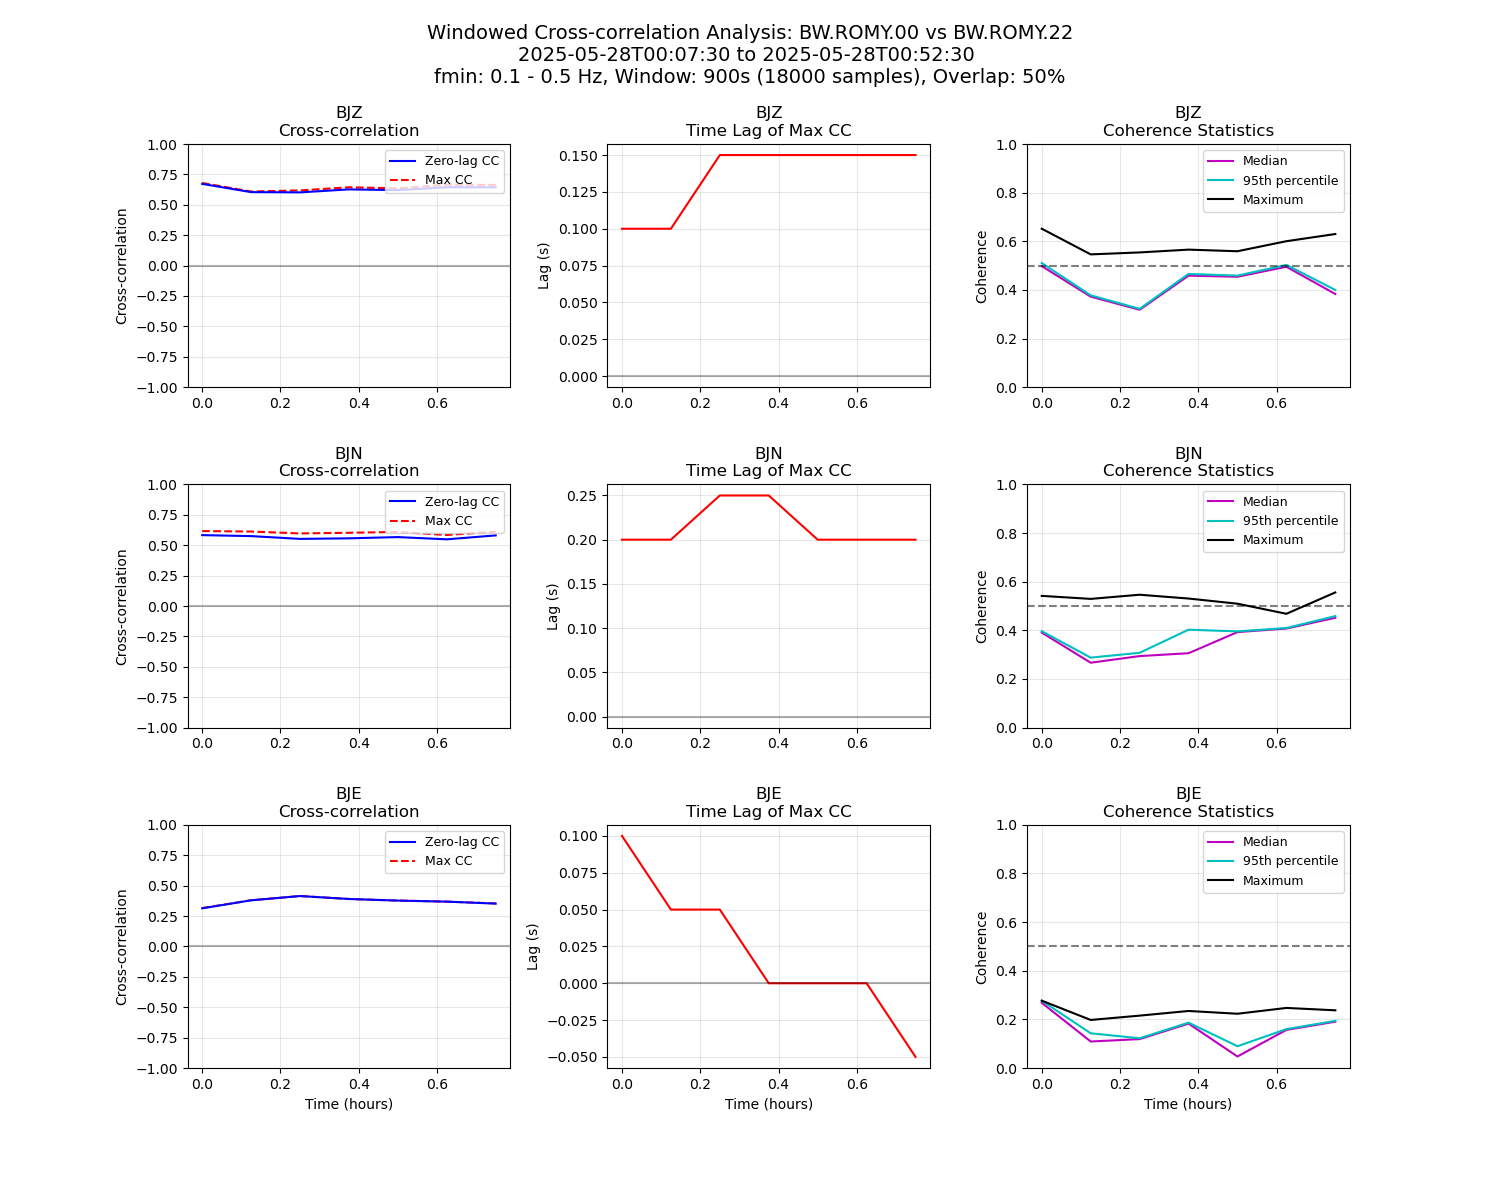 Windowed Cross-correlation Analysis: BW.ROMY.00 vs BW.ROMY.22
2025-05-28T00:07:30 to 2025-05-28T00:52:30
fmin: 0.1 - 0.5 Hz, Window: 900s (18000 samples), Overlap: 50%
BJZ
Cross-correlation
Cross-correlation
1.00
0.75
0.50
0.25
0.00
−0.25
−0.50
−0.75
−1.00
0.0 0.2 0.4 0.6
Zero-lag CC
Max CC
BJZ
Time Lag of Max CC
Lag (s)
0.150
0.125
0.100
0.075
0.050
0.025
0.000
0.0 0.2 0.4 0.6
BJZ
Coherence Statistics
Coherence
1.0
0.8
0.6
0.4
0.2
0.0
0.0 0.2 0.4 0.6
Median
95th percentile
Maximum
BJN
Cross-correlation
Cross-correlation
1.00
0.75
0.50
0.25
0.00
−0.25
−0.50
−0.75
−1.00
0.0 0.2 0.4 0.6
Zero-lag CC
Max CC
BJN
Time Lag of Max CC
Lag (s)
0.25
0.20
0.15
0.10
0.05
0.00
0.0 0.2 0.4 0.6
BJN
Coherence Statistics
Coherence
1.0
0.8
0.6
0.4
0.2
0.0
0.0 0.2 0.4 0.6
Median
95th percentile
Maximum
BJE
Cross-correlation
Cross-correlation
1.00
0.75
0.50
0.25
0.00
−0.25
−0.50
−0.75
−1.00
0.0 0.2 0.4 0.6
Time (hours)
Zero-lag CC
Max CC
BJE
Time Lag of Max CC
Lag (s)
0.100
0.075
0.050
0.025
0.000
−0.025
−0.050
0.0 0.2 0.4 0.6
Time (hours)
BJE
Coherence Statistics
Coherence
1.0
0.8
0.6
0.4
0.2
0.0
0.0 0.2 0.4 0.6
Time (hours)
Median
95th percentile
Maximum